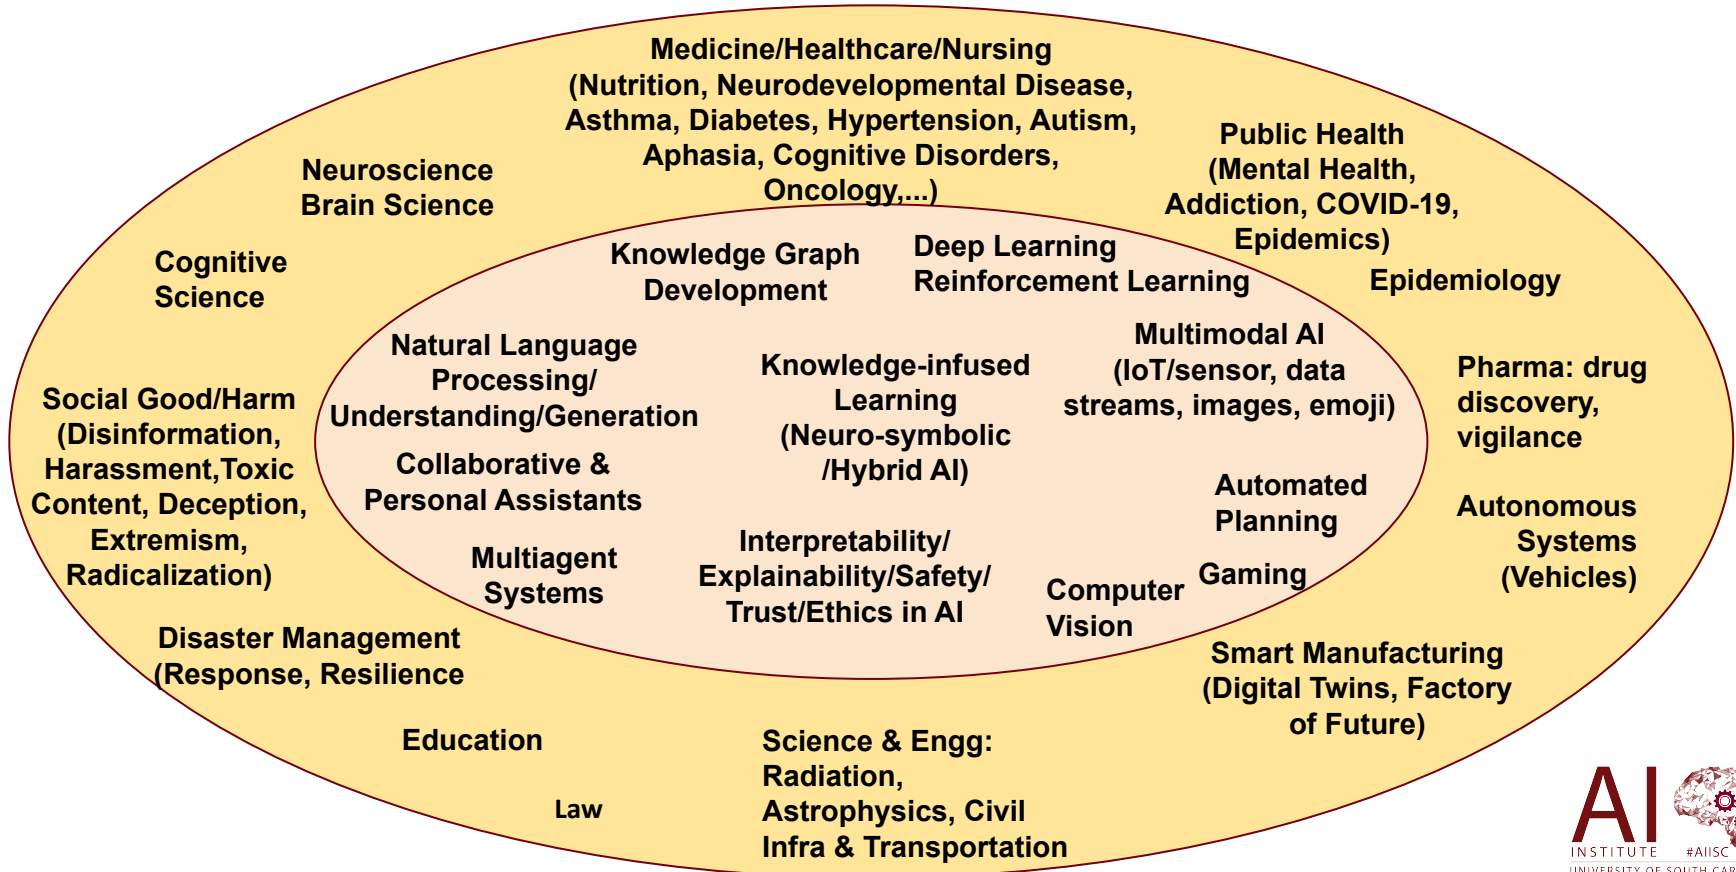 Medicine/Healthcare/Nursing
(Nutrition, Neurodevelopmental Disease,
Asthma, Diabetes, Hypertension, Autism,
Aphasia, Cognitive Disorders,
Oncology,...)
Public Health
(Mental Health,
Addiction, COVID-19,
Epidemics)
Neuroscience
Brain Science
Cognitive
Science
Epidemiology
Knowledge Graph
Development
Deep Learning
Reinforcement Learning
Natural Language
Processing/
Understanding/Generation
Knowledge-infused
Learning
(Neuro-symbolic
/Hybrid AI)
Multimodal AI
(IoT/sensor, data
streams, images, emoji)
Pharma: drug
discovery,
vigilance
Social Good/Harm
(Disinformation,
Harassment,Toxic
Content, Deception,
Extremism,
Radicalization)
Collaborative &
Personal Assistants
Automated
Planning
Autonomous
Systems
(Vehicles)
Multiagent
Systems
Interpretability/
Explainability/Safety/
Trust/Ethics in AI
Computer
Vision
Gaming
Disaster Management
(Response, Resilience
Smart Manufacturing
(Digital Twins, Factory
of Future)
Education
Law
Science & Engg:
Radiation,
Astrophysics, Civil
Infra & Transportation
AI
INSTITUTE #AIISC
UNIVERSITY OF SOUTH CAR